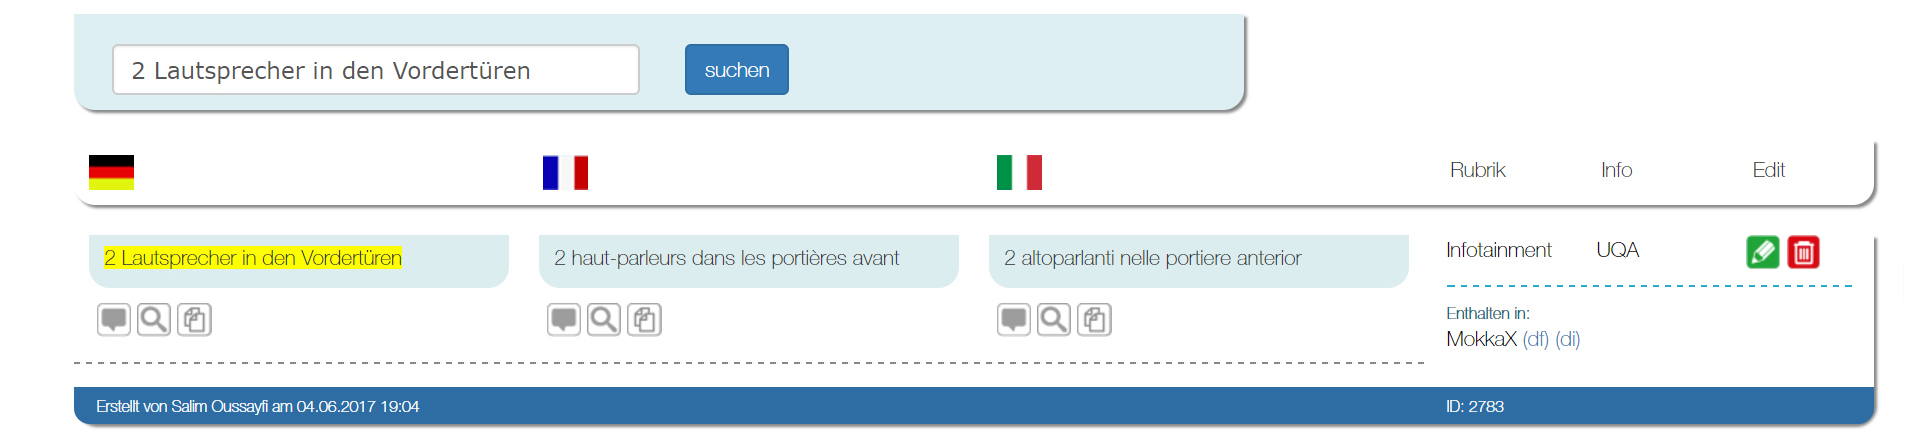 2 Lautsprecher in den Vordertüren
suchen
Rubrik Info Edit
2 Lautsprecher in den Vordertüren
2 haut-parleurs dans les portières avant
2 altoparlanti nelle portiere anterior
Infotainment UQA
Enthalten in:
MokkaX (df) (di)
Erstellt von Salim Oussayfi am 04.06.2017 19:04
ID: 2783